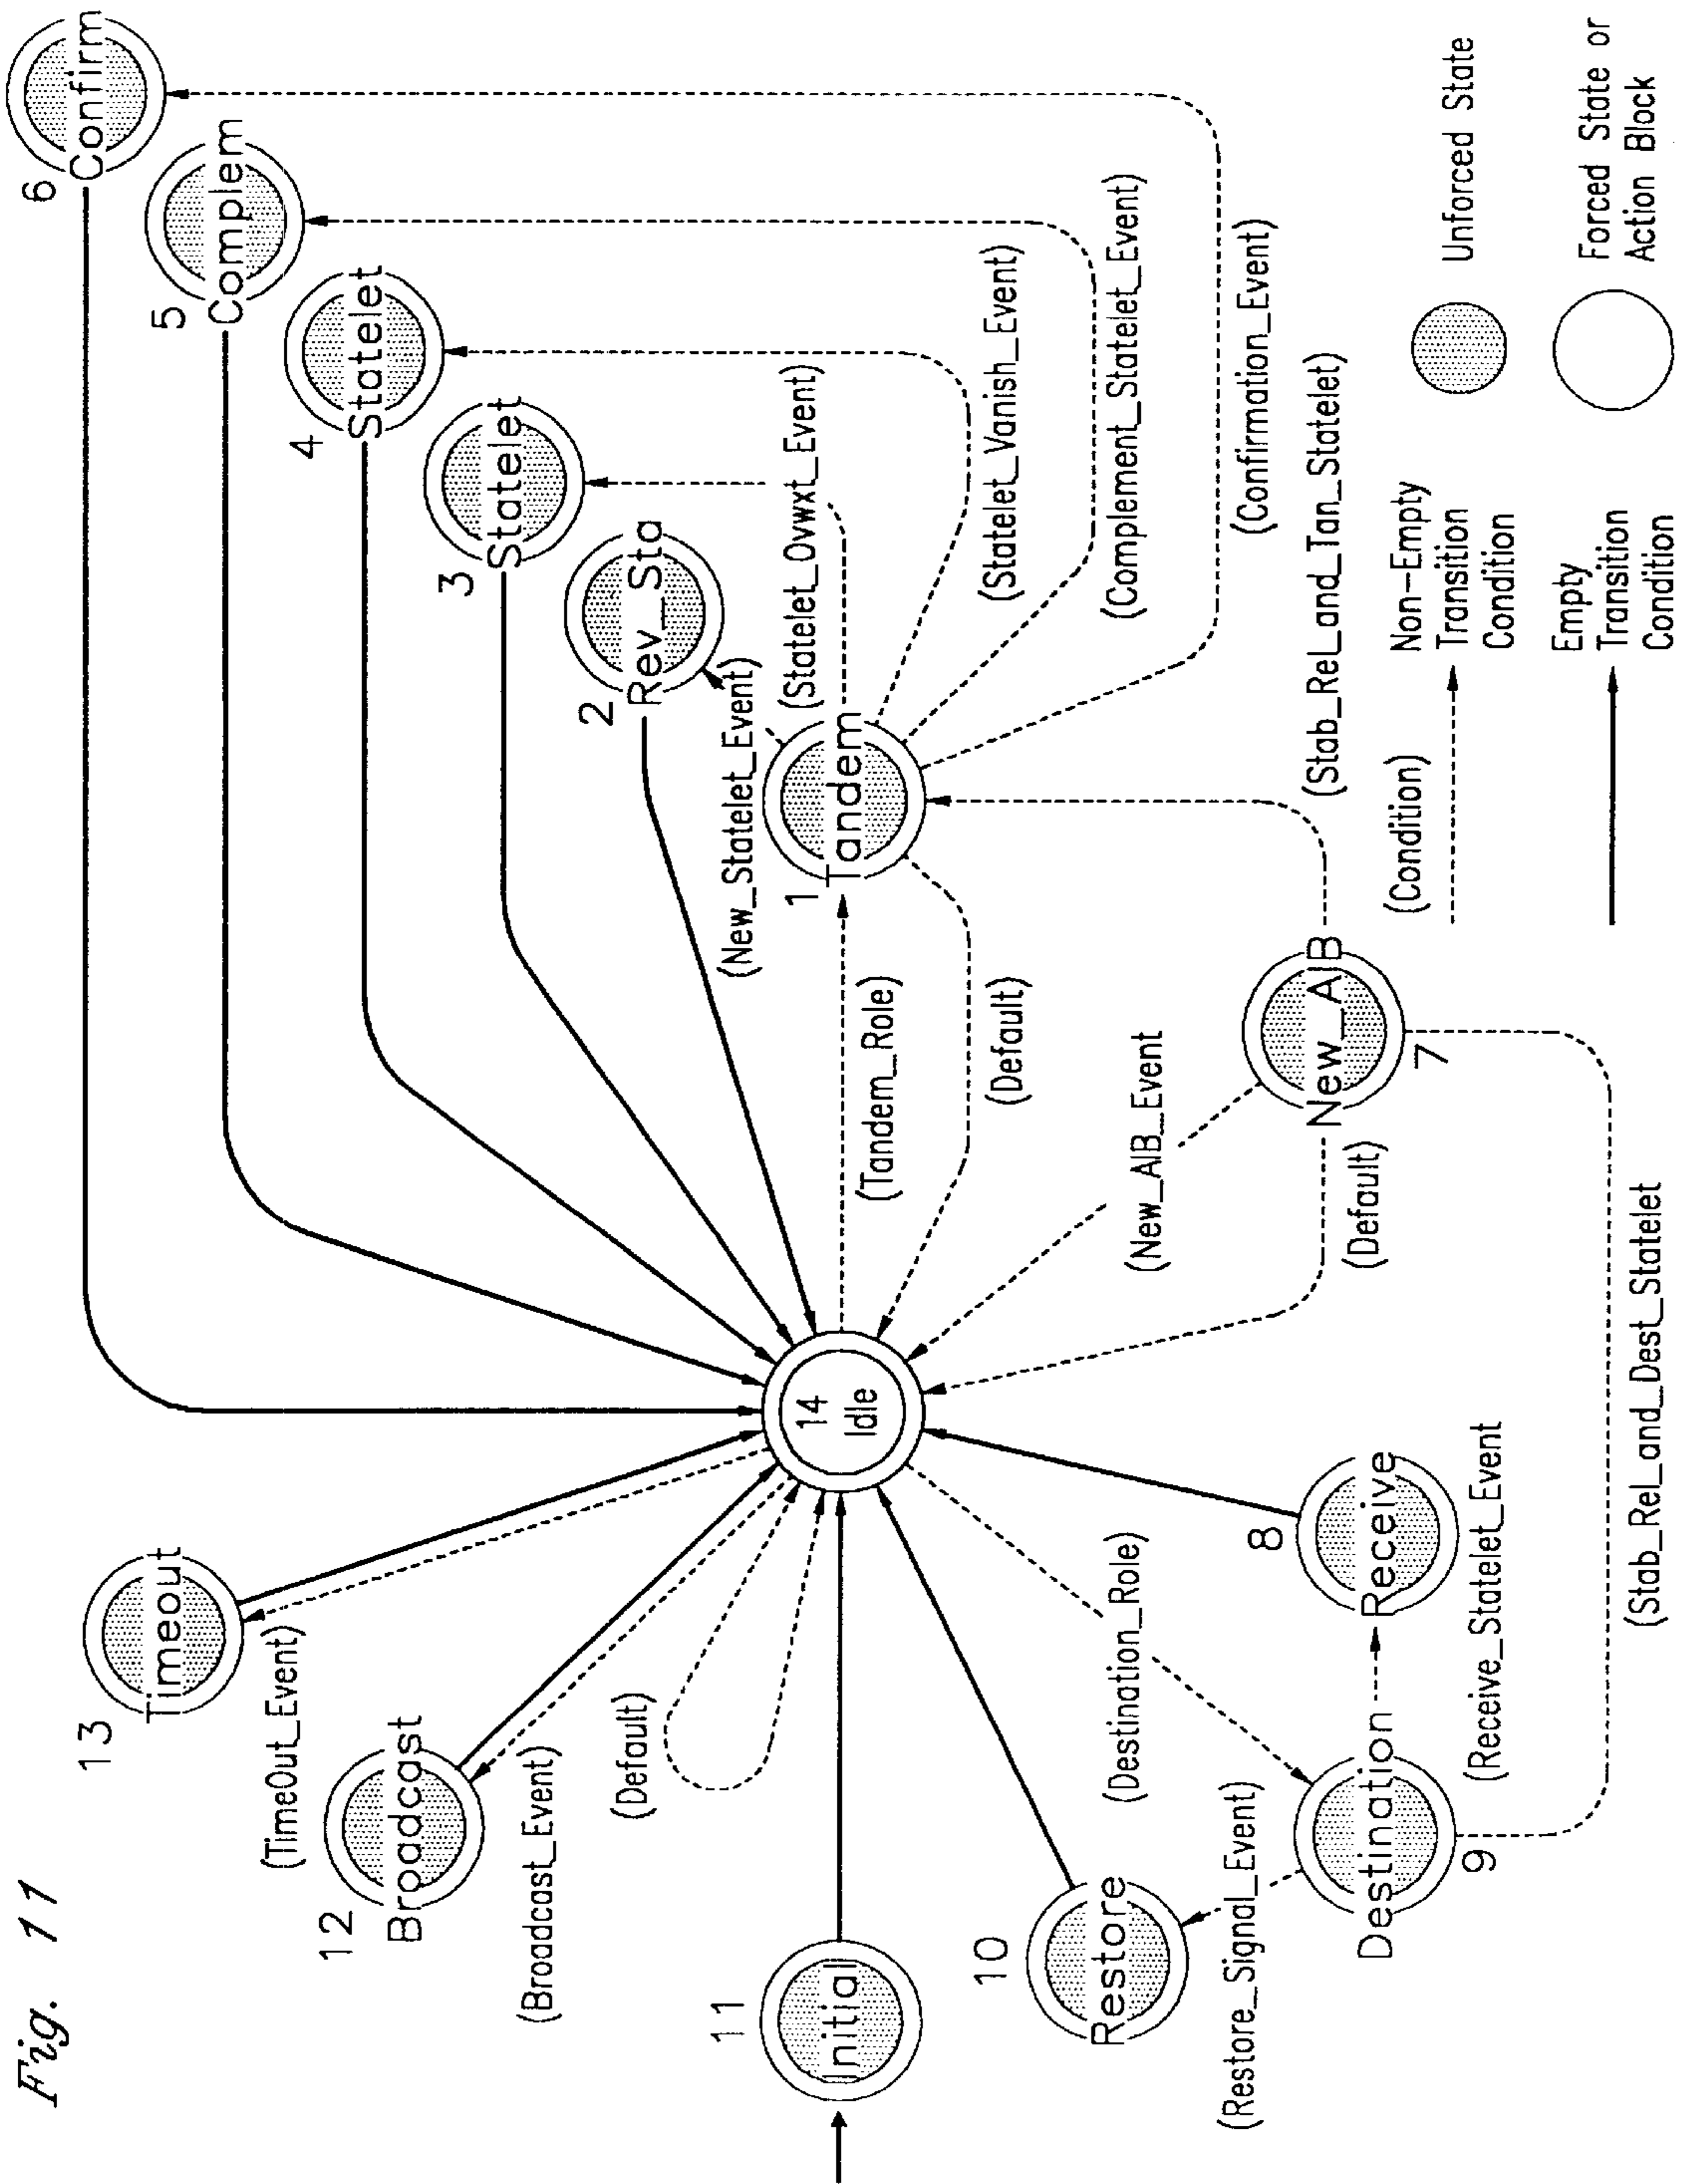 Fig. 11
13
Timeout
(TimeOut_Event)
12
Broadcast
(Broadcast_Event)
(Default)
11
Initial
10
Restore
(Restore_Signal_Event)
(Destination_Role)
Destination
9
8
Receive
(Receive_Statelet_Event
(Stab_Rel_and_Dest_Statelet
14
Idle
6
Confirm
5
Complem
4
Statelet
3
Statelet
2
Rev_Sta
(New_Statelet_Event)
(Statelet_Ovwxt_Event)
1
Tandem
(Tandem_Role)
(Default)
(Statelet_Vanish_Event)
(Complement_Statelet_Event)
(Confirmation_Event)
(New_AIB_Event
New_AIB
7
(Default)
(Stab_Rel_and_Tan_Statelet)
(Condition)
Non-Empty
Transition
Condition
Empty
Transition
Condition
Unforced State
Forced State or
Action Block